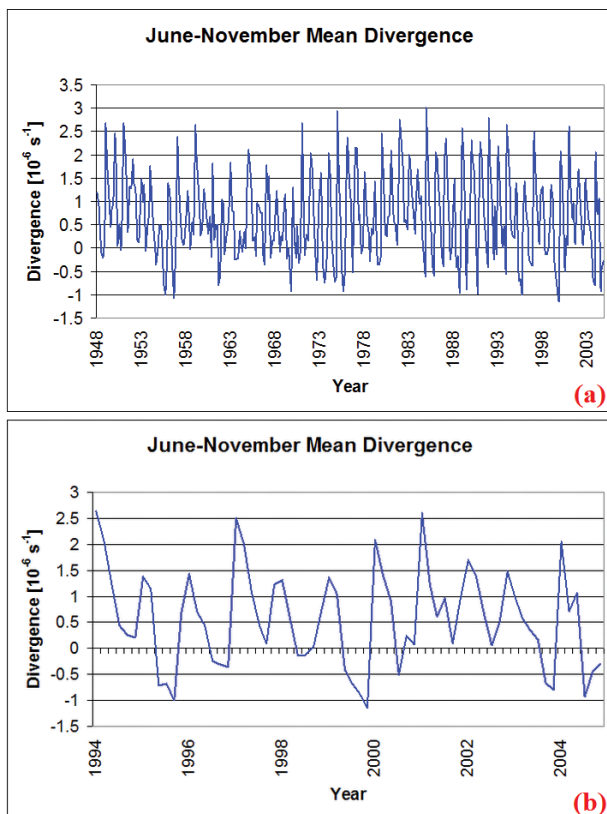 June-November Mean Divergence
3.5
3
2.5
2
1.5
1
0.5
0
-0.5
-1
-1.5
Divergence [10⁶ s⁻¹]
1948 1953 1958 1963 1968 1973 1978 1983 1988 1993 1998 2003
Year
(a)
June-November Mean Divergence
3
2.5
2
1.5
1
0.5
0
-0.5
-1
-1.5
Divergence [10⁻⁶ s⁻¹]
1994 1996 1998 2000 2002 2004
Year
(b)